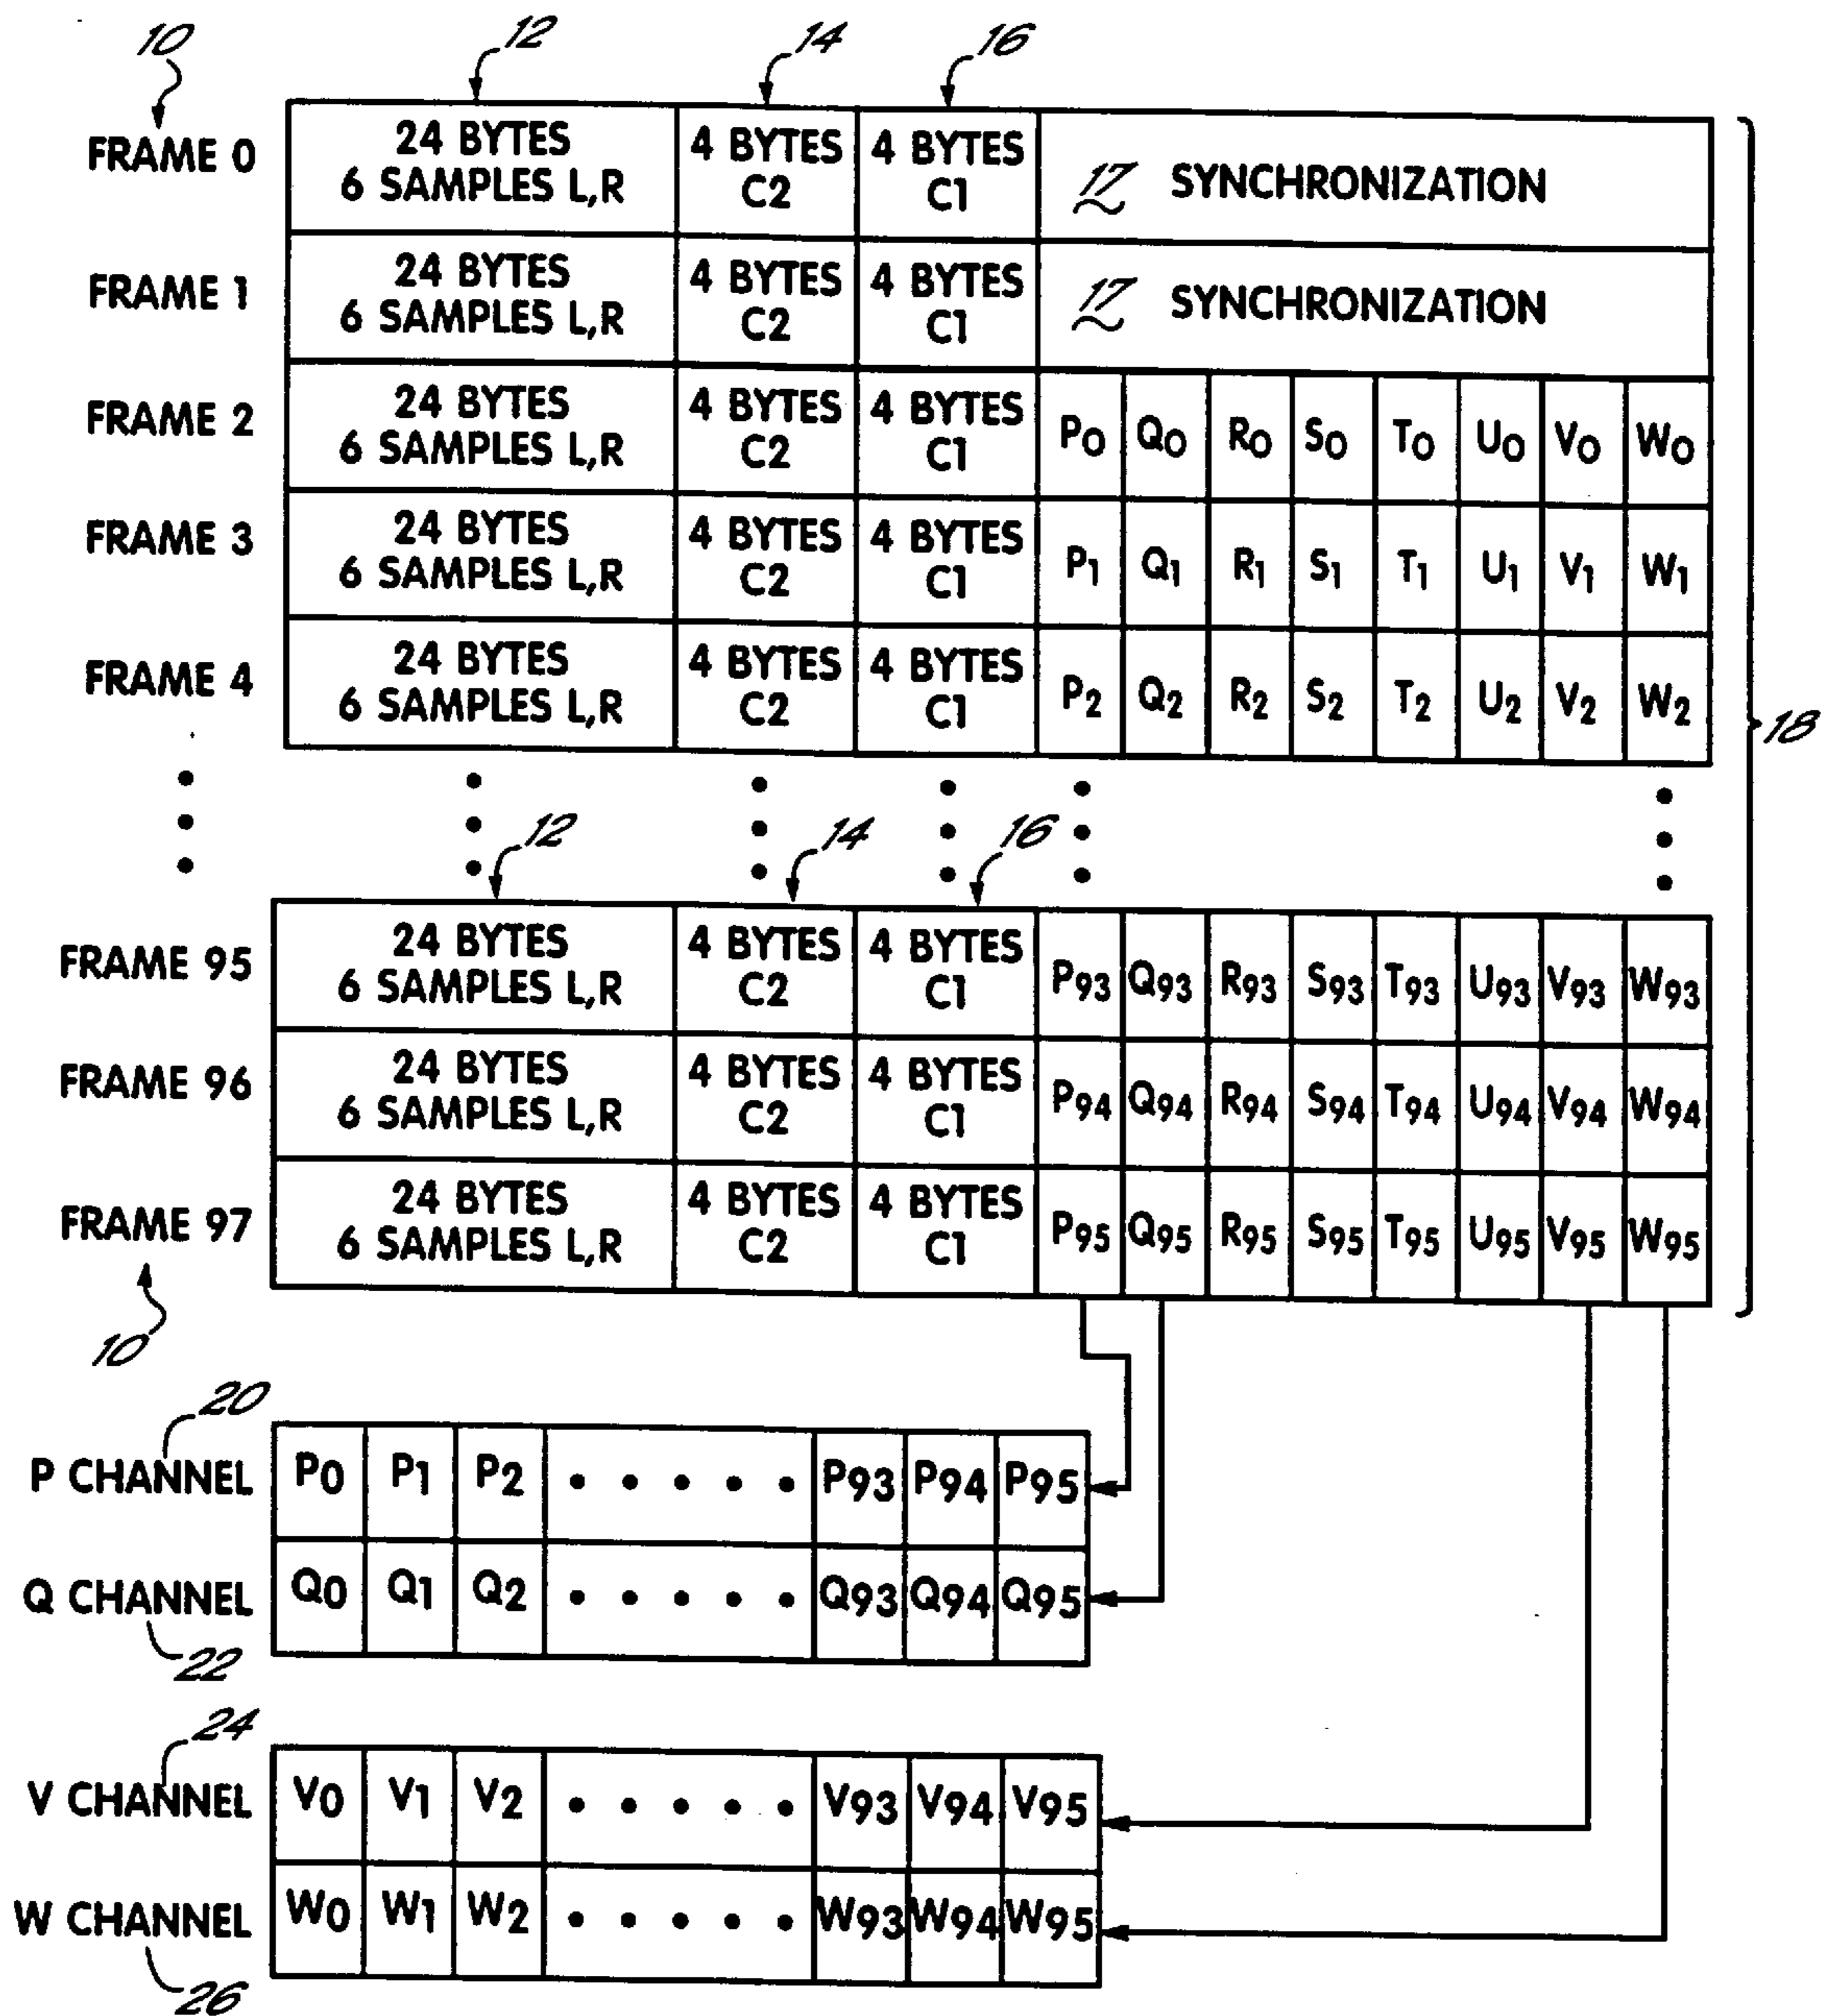 10 12 14 16
FRAME 0 24 BYTES 6 SAMPLES L,R 4 BYTES C2 4 BYTES C1 17 SYNCHRONIZATION
FRAME 1 24 BYTES 6 SAMPLES L,R 4 BYTES C2 4 BYTES C1 17 SYNCHRONIZATION
FRAME 2 24 BYTES 6 SAMPLES L,R 4 BYTES C2 4 BYTES C1 P0 Q0 R0 S0 T0 U0 V0 W0
FRAME 3 24 BYTES 6 SAMPLES L,R 4 BYTES C2 4 BYTES C1 P1 Q1 R1 S1 T1 U1 V1 W1
FRAME 4 24 BYTES 6 SAMPLES L,R 4 BYTES C2 4 BYTES C1 P2 Q2 R2 S2 T2 U2 V2 W2
18
12 14 16
FRAME 95 24 BYTES 6 SAMPLES L,R 4 BYTES C2 4 BYTES C1 P93 Q93 R93 S93 T93 U93 V93 W93
FRAME 96 24 BYTES 6 SAMPLES L,R 4 BYTES C2 4 BYTES C1 P94 Q94 R94 S94 T94 U94 V94 W94
FRAME 97 24 BYTES 6 SAMPLES L,R 4 BYTES C2 4 BYTES C1 P95 Q95 R95 S95 T95 U95 V95 W95
10
20
P CHANNEL P0 P1 P2 • • • • • P93 P94 P95
Q CHANNEL Q0 Q1 Q2 • • • • • Q93 Q94 Q95
22
24
V CHANNEL V0 V1 V2 • • • • • V93 V94 V95
W CHANNEL W0 W1 W2 • • • • • W93 W94 W95
26